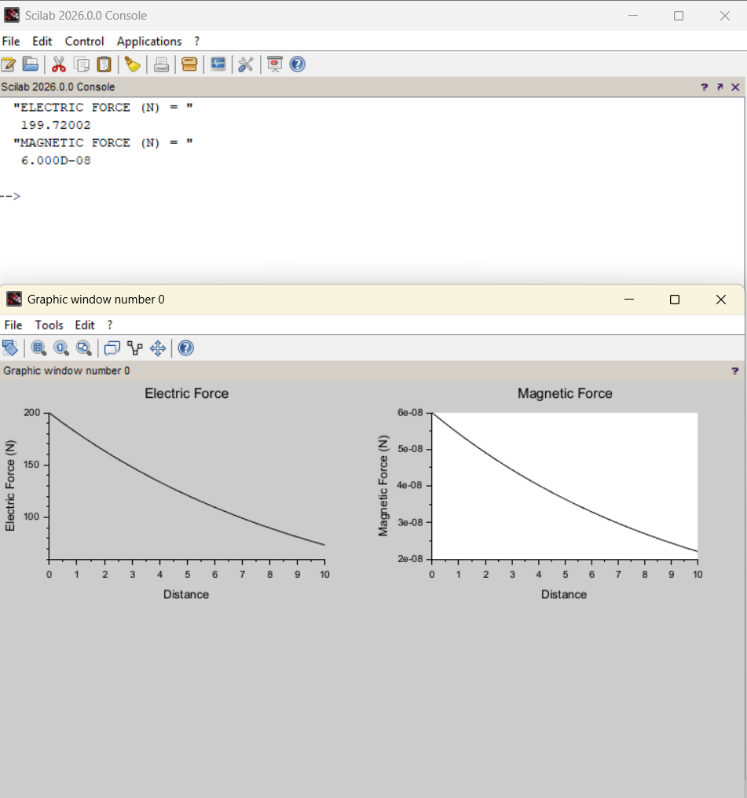 Scilab 2026.0.0 Console
File Edit Control Applications ?
Scilab 2026.0.0 Console
"ELECTRIC FORCE (N) = "
199.72002
"MAGNETIC FORCE (N) = "
6.000D-08
-->
Graphic window number 0
File Tools Edit ?
Graphic window number 0
Electric Force
200
150
100
Electric Force (N)
0 1 2 3 4 5 6 7 8 9 10
Distance
Magnetic Force
6e-08
5e-08
4e-08
3e-08
2e-08
Magnetic Force (N)
0 1 2 3 4 5 6 7 8 9 10
Distance